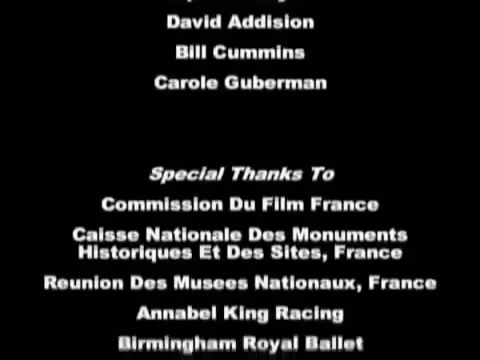 David Addision
Bill Cummins
Carole Guberman
Special Thanks To
Commission Du Film France
Caisse Nationale Des Monuments
Historiques Et Des Sites, France
Reunion Des Musees Nationaux, France
Annabel King Racing
Birmingham Royal Ballet